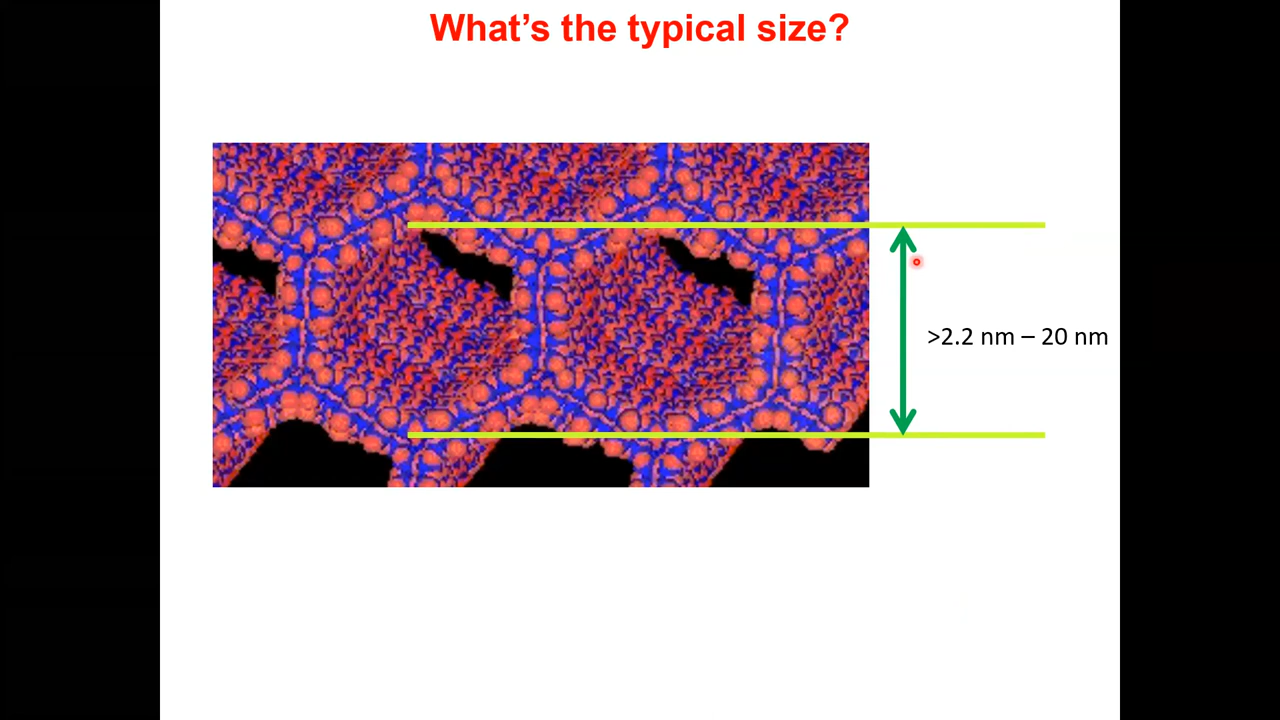 What’s the typical size?
>2.2 nm – 20 nm